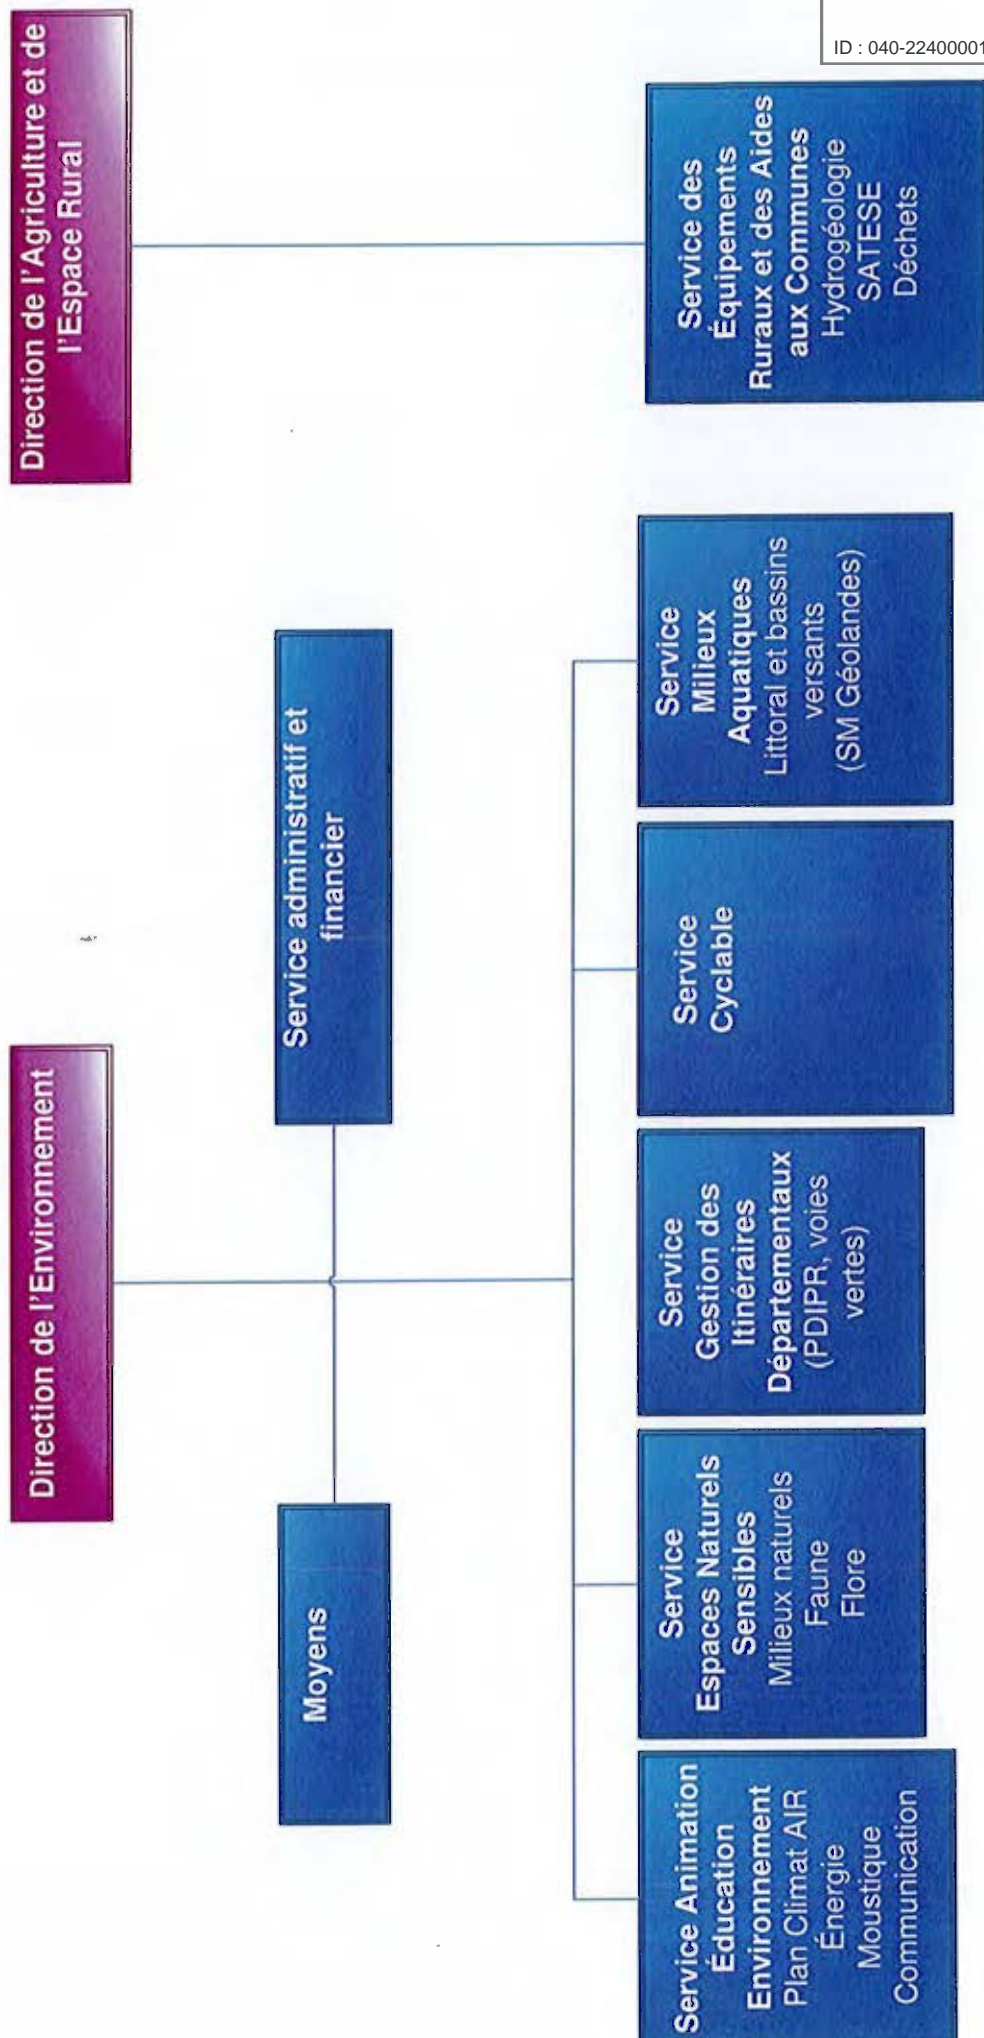 ID : 040-22400001
Direction de l'Environnement
Direction de l'Agriculture et de
l'Espace Rural
Moyens
Service administratif et
financier
Service Animation
Éducation
Environnement
Plan Climat AIR
Énergie
Moustique
Communication
Service
Espaces Naturels
Sensibles
Milieux naturels
Faune
Flore
Service
Gestion des
Itinéraires
Départementaux
(PDIPR, voies
vertes)
Service
Cyclable
Service
Milieux
Aquatiques
Littoral et bassins
versants
(SM Géolandes)
Service des
Équipements
Ruraux et des Aides
aux Communes
Hydrogéologie
SATESE
Déchets